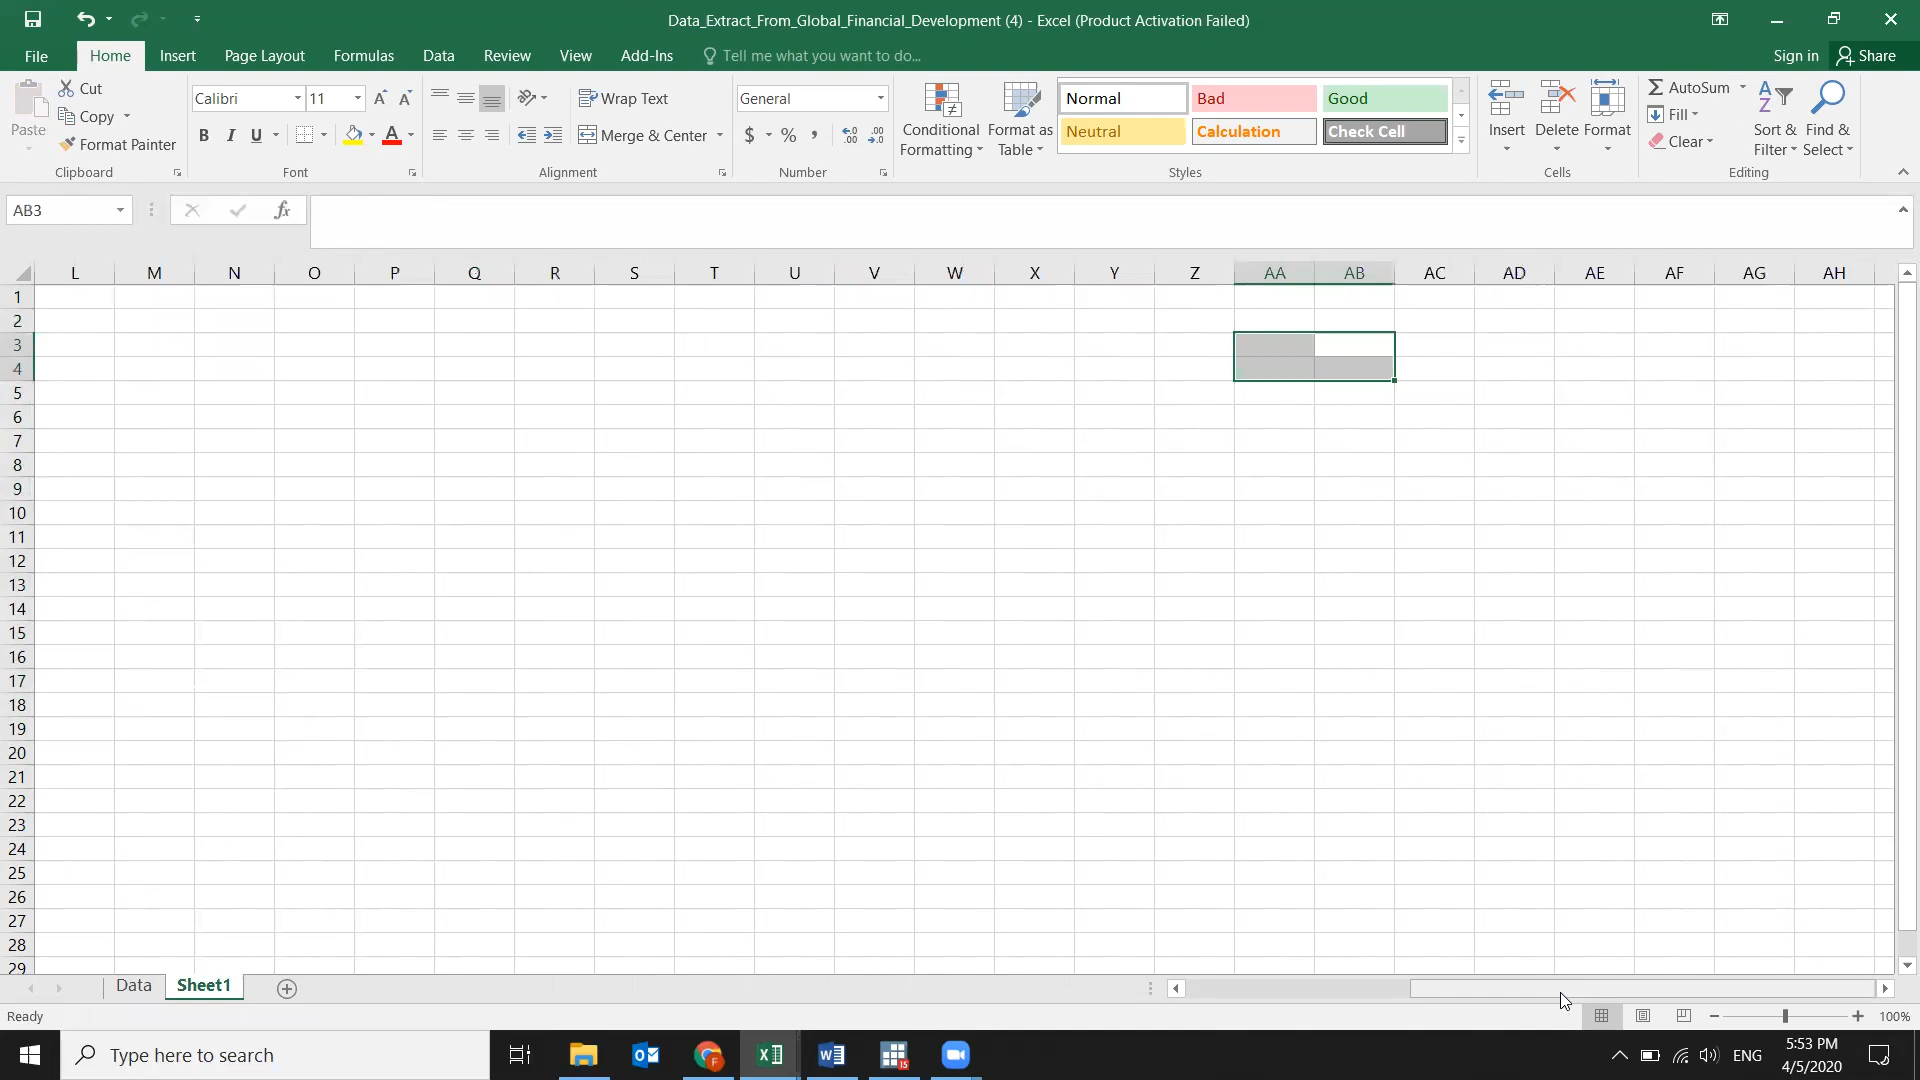 Data_Extract_From_Global_Financial_Development (4) - Excel (Product Activation Failed)
File Home Insert Page Layout Formulas Data Review View Add-Ins Tell me what you want to do... Sign in Share
Paste
Cut
Copy
Format Painter
Clipboard
Calibri 11 A A
B I U A
Font
Wrap Text
Merge & Center
Alignment
General
$ % , .00 .00
Number
Conditional Formatting
Format as Table
Normal Bad Good
Neutral Calculation Check Cell
Styles
Insert Delete Format
Cells
AutoSum
Fill
Clear
Sort & Filter
Find & Select
Editing
AB3 fx
L M N O P Q R S T U V W X Y Z AA AB AC AD AE AF AG AH
1
2
3
4
5
6
7
8
9
10
11
12
13
14
15
16
17
18
19
20
21
22
23
24
25
26
27
28
29
Data Sheet1
Ready 100%
Type here to search
15
ENG
5:53 PM
4/5/2020